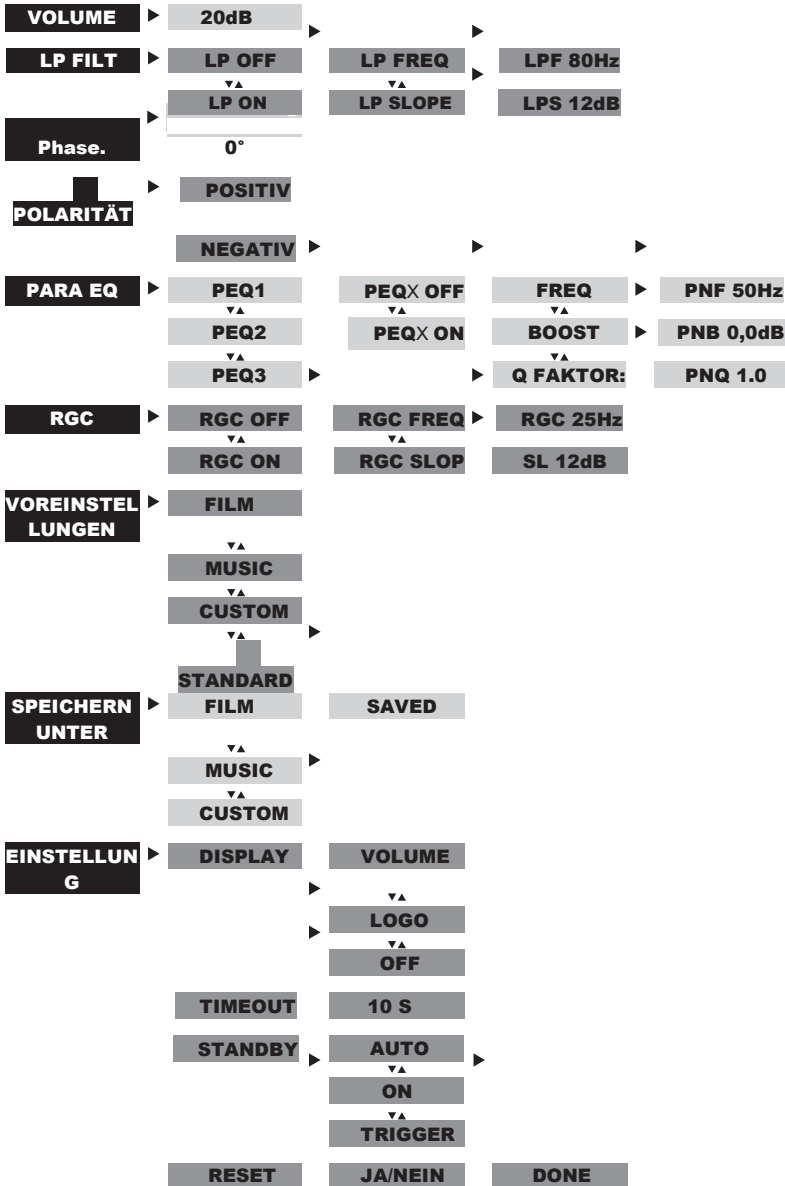 VOLUME 20dB
LP FILT LP OFF LP FREQ LPF 80Hz
LP ON LP SLOPE LPS 12dB
Phase. 0°
POSITIV
POLARITÄT
NEGATIV
PARA EQ PEQ1 PEQX OFF FREQ PNF 50Hz
PEQ2 PEQX ON BOOST PNB 0,0dB
PEQ3 Q FAKTOR: PNQ 1.0
RGC RGC OFF RGC FREQ RGC 25Hz
RGC ON RGC SLOP SL 12dB
VOREINSTEL FILM
LUNGEN
MUSIC
CUSTOM
STANDARD
SPEICHERN FILM SAVED
UNTER
MUSIC
CUSTOM
EINSTELLUN DISPLAY VOLUME
G
LOGO
OFF
TIMEOUT 10 S
STANDBY AUTO
ON
TRIGGER
RESET JA/NEIN DONE